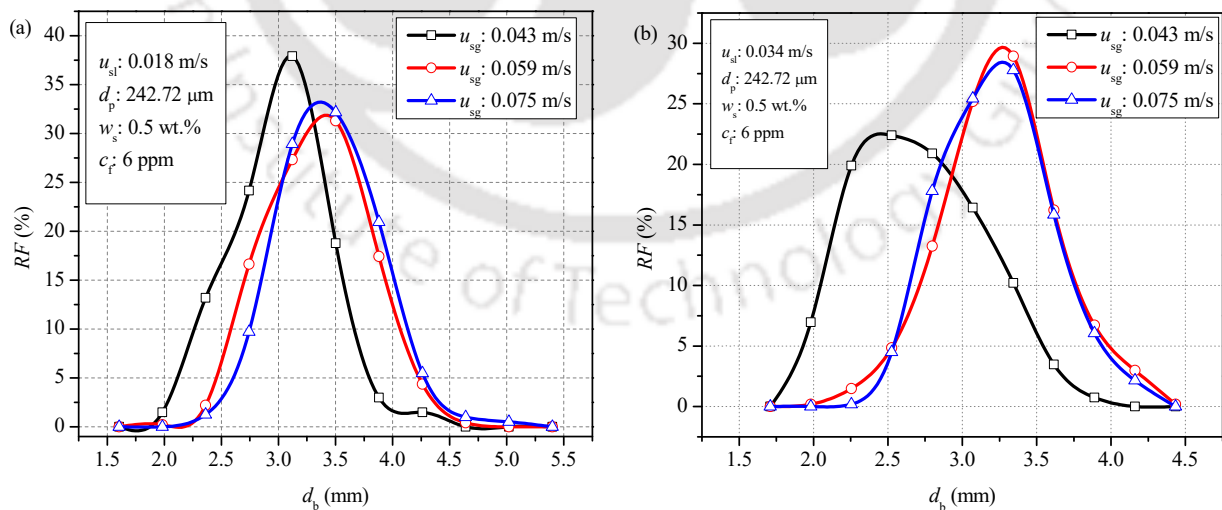 (a)
u_sl: 0.018 m/s
d_p: 242.72 μm
w_s: 0.5 wt.%
c_f: 6 ppm
u_sg: 0.043 m/s
u_sg: 0.059 m/s
u_sg: 0.075 m/s
40
35
30
25
20
15
10
5
0
RF (%)
1.5 2.0 2.5 3.0 3.5 4.0 4.5 5.0 5.5
d_b (mm)
(b)
u_sl: 0.034 m/s
d_p: 242.72 μm
w_s: 0.5 wt.%
c_f: 6 ppm
u_sg: 0.043 m/s
u_sg: 0.059 m/s
u_sg: 0.075 m/s
30
25
20
15
10
5
0
RF (%)
1.5 2.0 2.5 3.0 3.5 4.0 4.5
d_b (mm)
Institute of Technology